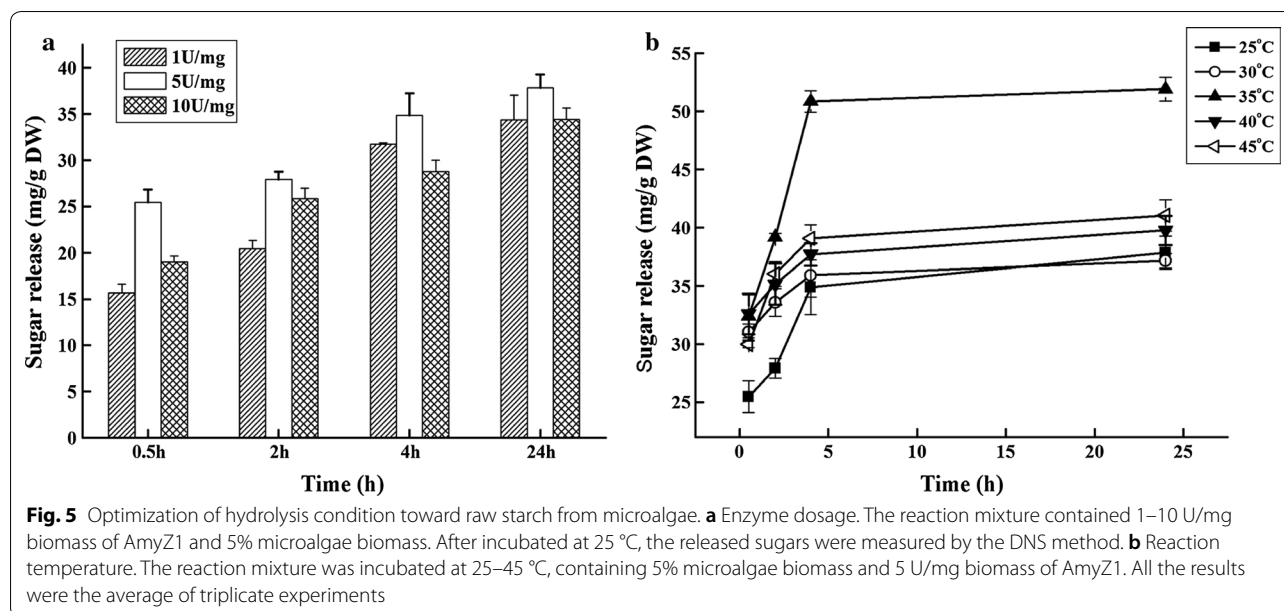 a
1U/mg
5U/mg
10U/mg
Sugar release (mg/g DW)
40
35
30
25
20
15
10
5
0
0.5h 2h 4h 24h
Time (h)
b
25°C
30°C
35°C
40°C
45°C
Sugar release (mg/g DW)
55
50
45
40
35
30
25
0 5 10 15 20 25
Time (h)
Fig. 5 Optimization of hydrolysis condition toward raw starch from microalgae. a Enzyme dosage. The reaction mixture contained 1–10 U/mg
biomass of AmyZ1 and 5% microalgae biomass. After incubated at 25 °C, the released sugars were measured by the DNS method. b Reaction
temperature. The reaction mixture was incubated at 25–45 °C, containing 5% microalgae biomass and 5 U/mg biomass of AmyZ1. All the results
were the average of triplicate experiments